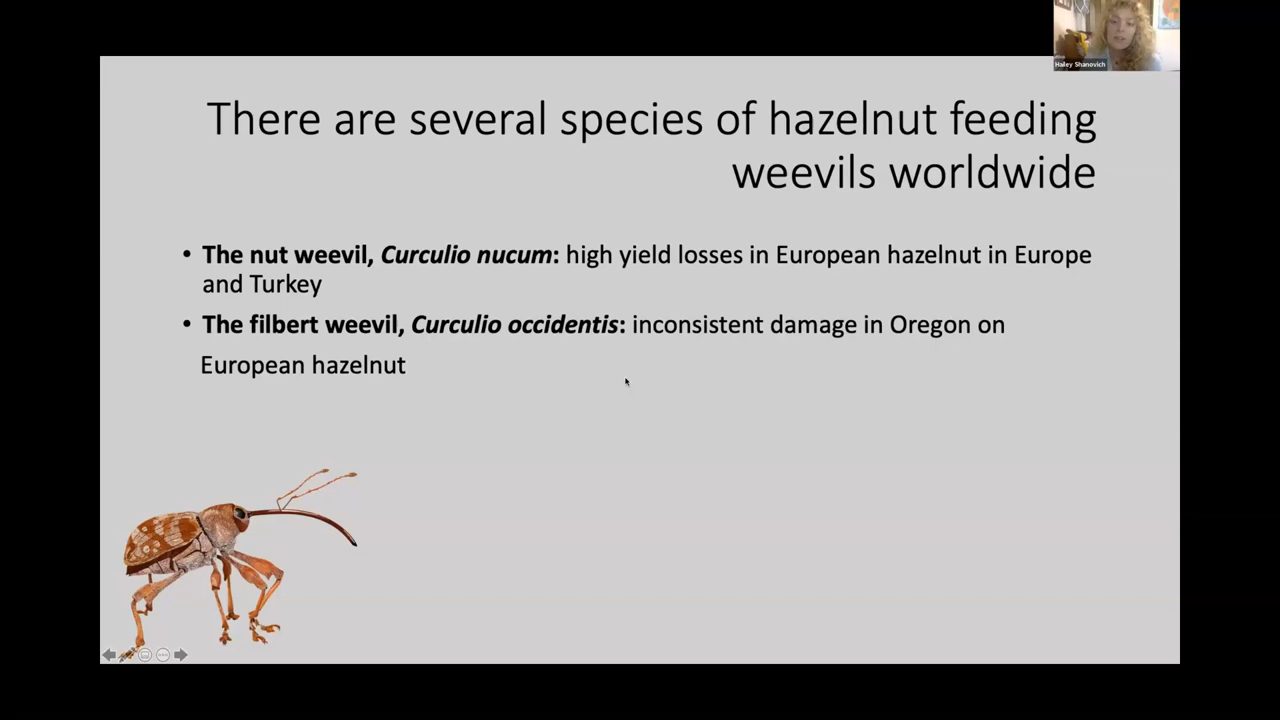 Hailey Shanovich
There are several species of hazelnut feeding
weevils worldwide
• The nut weevil, Curculio nucum: high yield losses in European hazelnut in Europe
and Turkey
• The filbert weevil, Curculio occidentis: inconsistent damage in Oregon on
European hazelnut